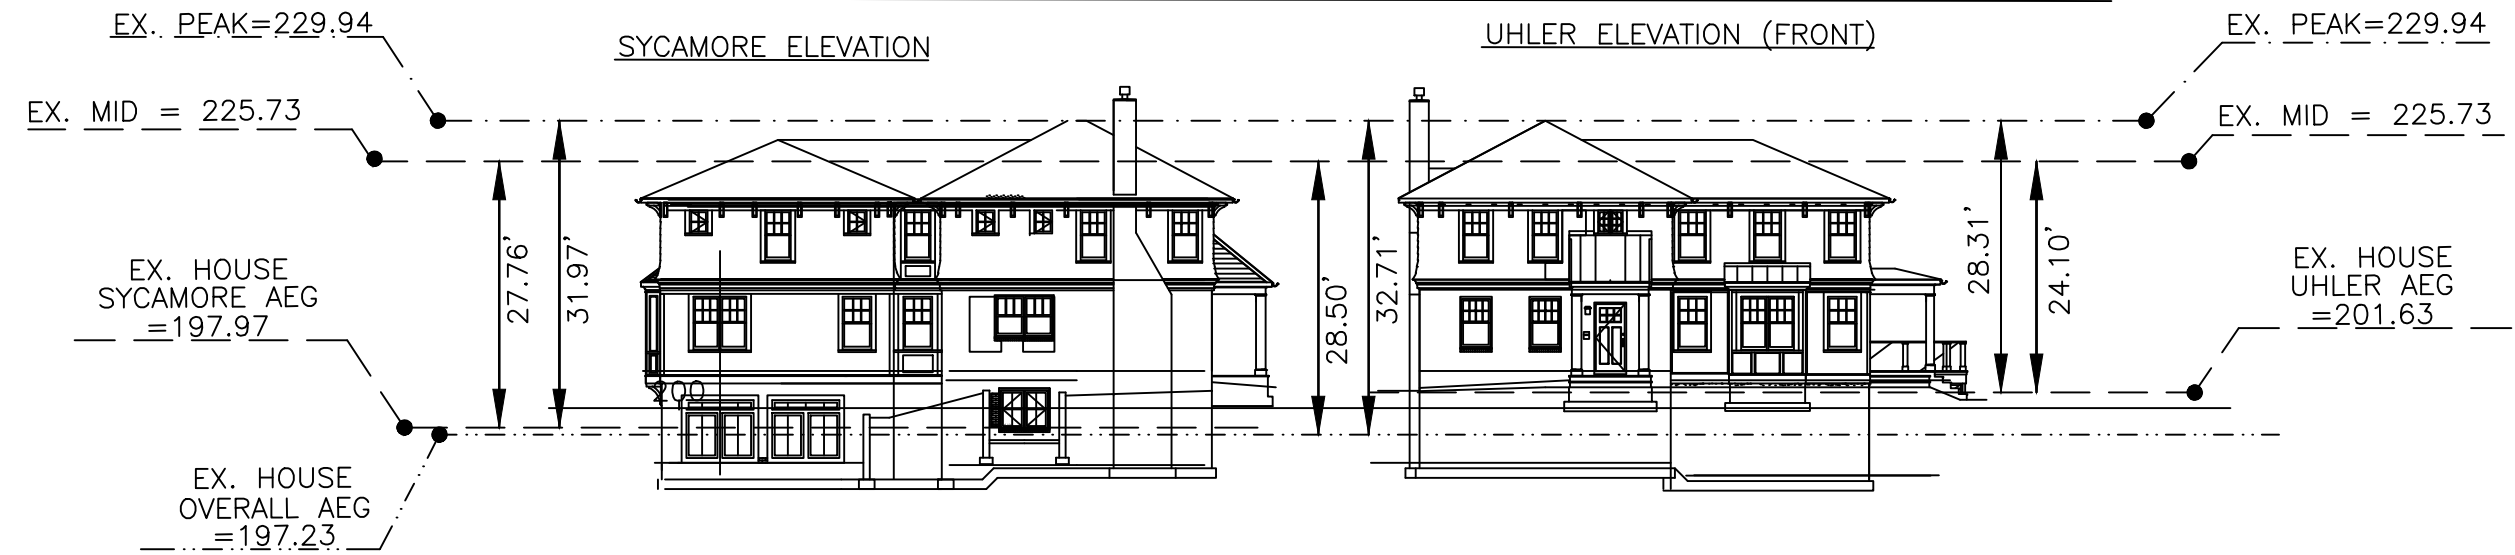 EX. PEAK=229.94
SYCAMORE ELEVATION
UHLER ELEVATION (FRONT)
EX. PEAK=229.94
EX. MID = 225.73
EX. MID = 225.73
27.76'
31.97'
28.50'
32.71'
28.31'
24.10'
EX. HOUSE
SYCAMORE AEG
=197.97
EX. HOUSE
UHLER AEG
=201.63
200
EX. HOUSE
OVERALL AEG
=197.23